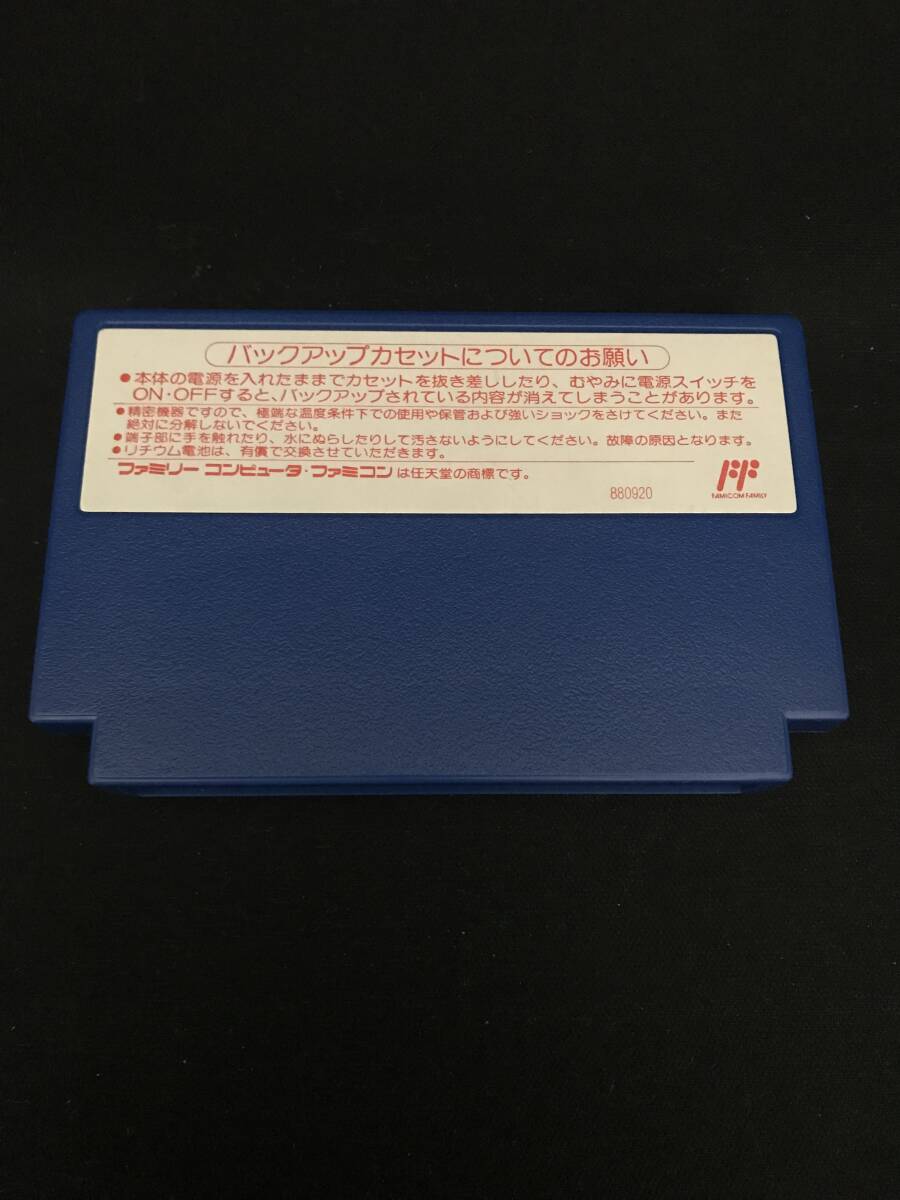 バックアップカセットについてのお願い
●本体の電源を入れたままでカセットを抜き差ししたり、むやみに電源スイッチを
ON・OFFすると、バックアップされている内容が消えてしまうことがあります。
●精密機器ですので、極端な温度条件下での使用や保管および強いショックをさけてください。また
絶対に分解しないでください。
●端子部に手を触れたり、水にぬらしたりして汚さないようにしてください。故障の原因となります。
●リチウム電池は、有償で交換させていただきます。
ファミリーコンピュータ・ファミコンは任天堂の商標です。
880920
FAMICOM FAMILY